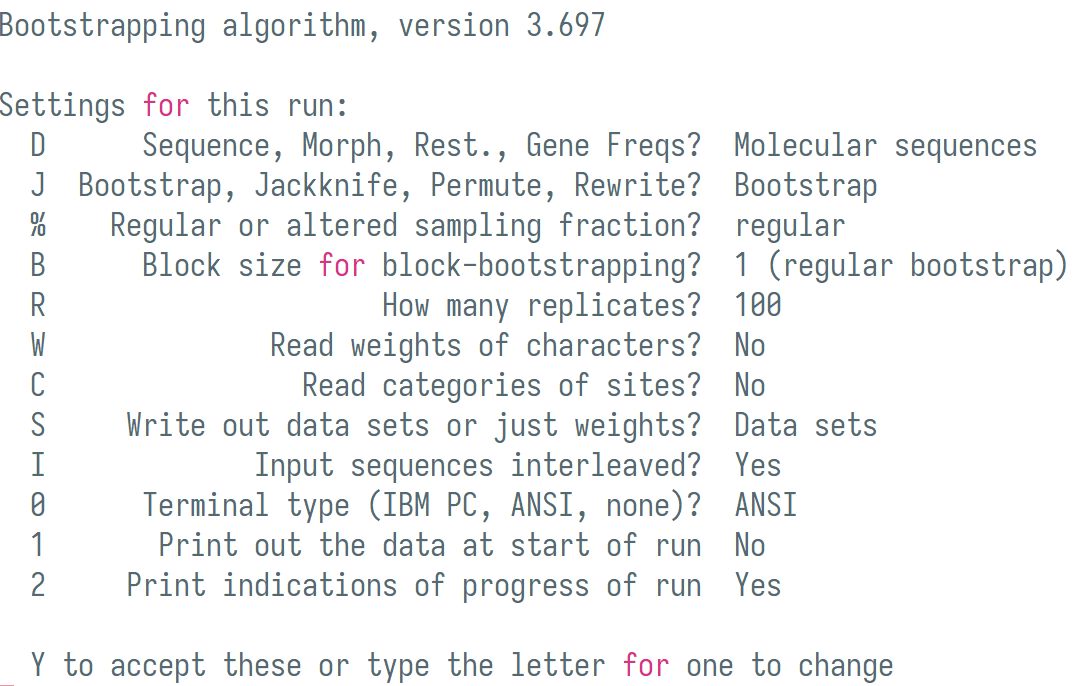 Bootstrapping algorithm, version 3.697
Settings for this run:
D Sequence, Morph, Rest., Gene Freqs? Molecular sequences
J Bootstrap, Jackknife, Permute, Rewrite? Bootstrap
% Regular or altered sampling fraction? regular
B Block size for block-bootstrapping? 1 (regular bootstrap)
R How many replicates? 100
W Read weights of characters? No
C Read categories of sites? No
S Write out data sets or just weights? Data sets
I Input sequences interleaved? Yes
0 Terminal type (IBM PC, ANSI, none)? ANSI
1 Print out the data at start of run No
2 Print indications of progress of run Yes
Y to accept these or type the letter for one to change